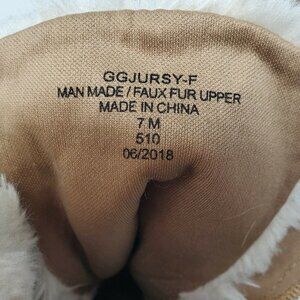 GGJURSY-F
MAN MADE / FAUX FUR UPPER
MADE IN CHINA
7 M
510
06/2018